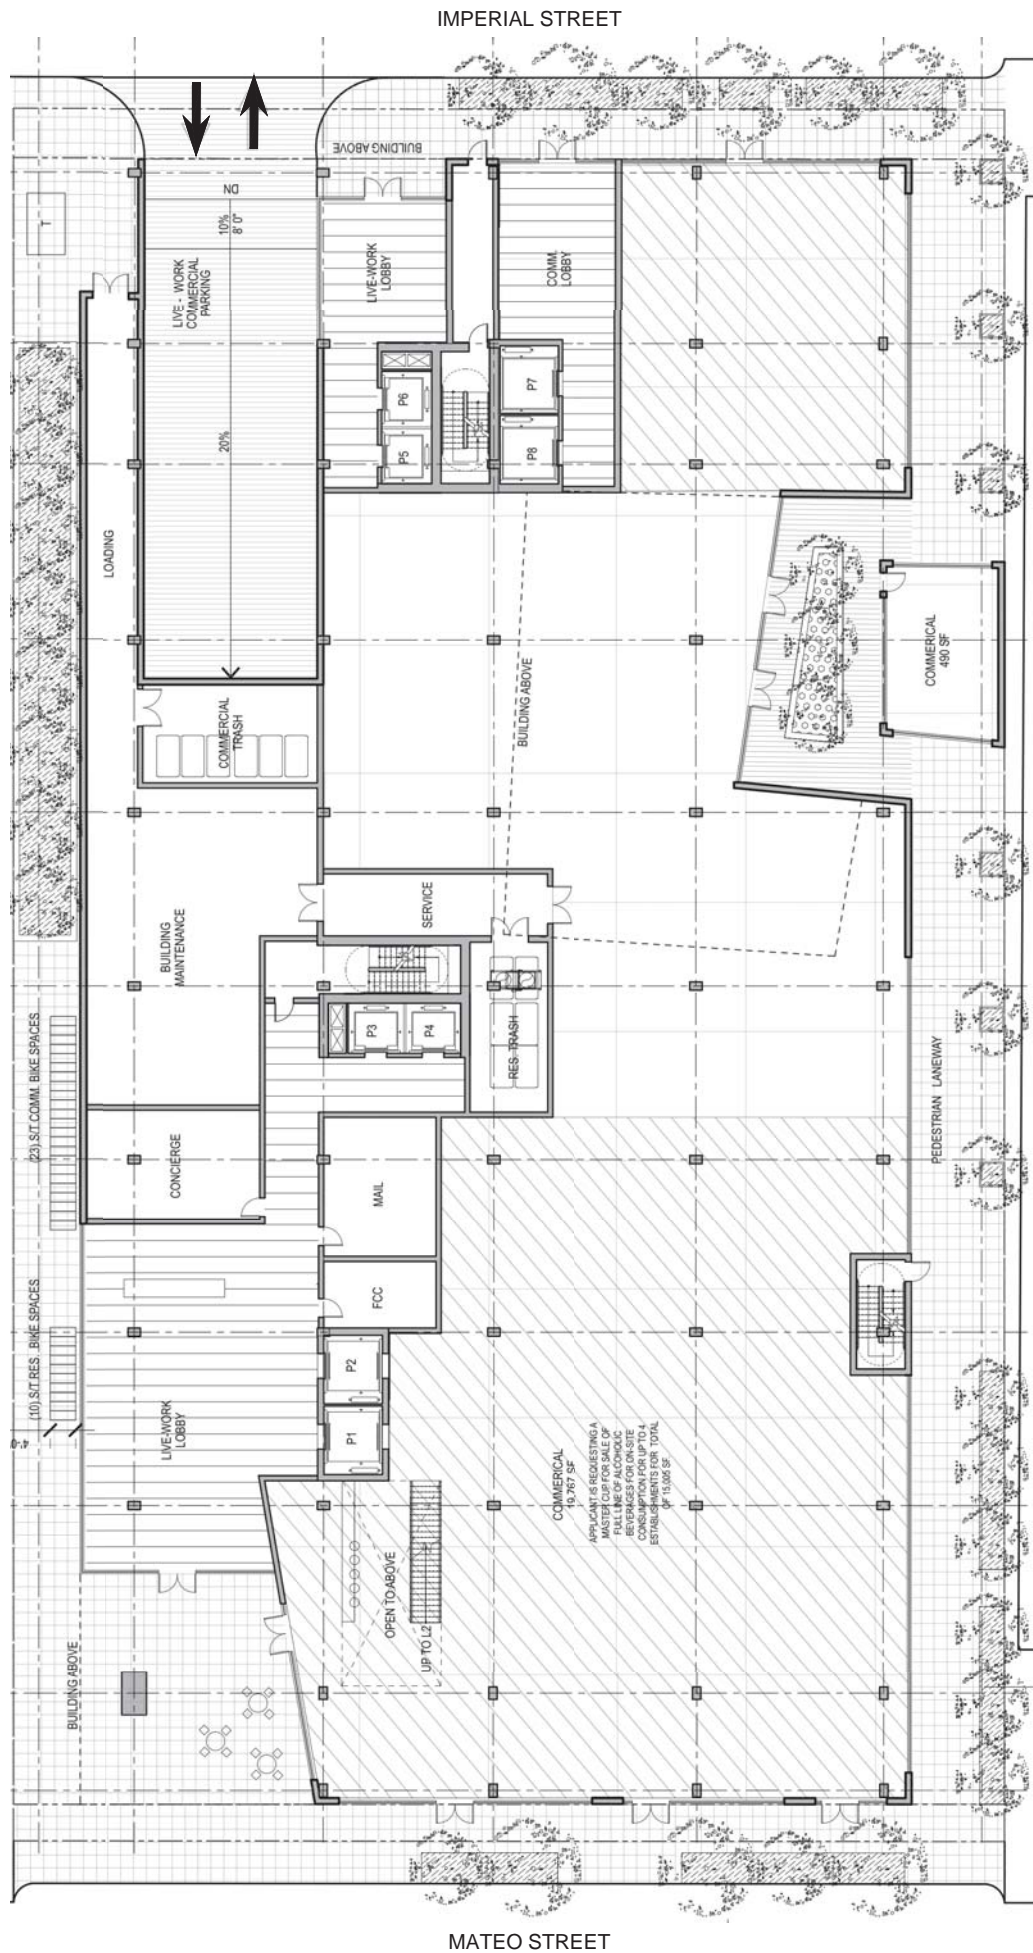 IMPERIAL STREET
BUILDING ABOVE
DN
10%
8' 0"
T
LIVE - WORK
COMMERCIAL
PARKING
LIVE-WORK
LOBBY
COMM.
LOBBY
P6
P7
P5
P8
20%
LOADING
COMMERICAL
490 SF
COMMERCIAL
TRASH
BUILDING ABOVE
SERVICE
BUILDING
MAINTENANCE
P3
P4
RES. TRASH
(23) S/T COMM. BIKE SPACES
PEDESTRIAN LANEWAY
CONCIERGE
MAIL
FCC
(10) S/T RES. BIKE SPACES
P2
P1
LIVE-WORK
LOBBY
COMMERICAL
19,767 SF
APPLICANT IS REQUESTING A
MASTER CUP FOR SALE OF
FULL LINE OF ALCOHOLIC
BEVERAGES FOR ON-SITE
CONSUMPTION FOR UP TO 4
ESTABLISHMENTS FOR TOTAL
OF 15,005 SF.
OPEN TO ABOVE
UP TO L2
BUILDING ABOVE
MATEO STREET